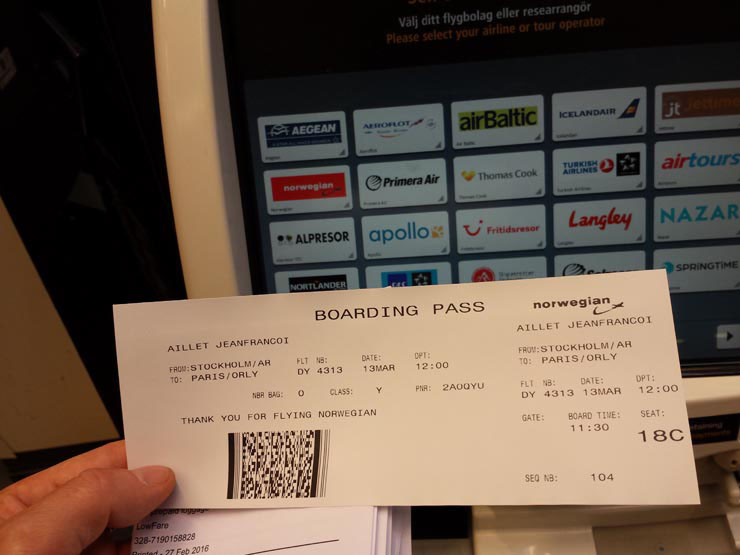 Välj ditt flygbolag eller researrangör
Please select your airline or tour operator
AEGEAN
AEROFLOT
airBaltic
ICELANDAIR
jt Jettime
norwegian
Primera Air
Thomas Cook
TURKISH AIRLINES
airtours
ALPRESOR
apollo
Fritidsresor
Langley
NAZAR
NORTLANDER
SAS
SPRINGTIME
BOARDING PASS
norwegian
AILLET JEANFRANCOI
FROM: STOCKHOLM/AR
TO: PARIS/ORLY
FLT NB: DATE: DPT:
DY 4313 13MAR 12:00
NBR BAG: 0 CLASS: Y PNR: 2AOQYU
THANK YOU FOR FLYING NORWEGIAN
AILLET JEANFRANCOI
FROM: STOCKHOLM/AR
TO: PARIS/ORLY
FLT NB: DATE: DPT:
DY 4313 13MAR 12:00
GATE: BOARD TIME: SEAT:
11:30 18C
SEQ NB: 104
prepaid luggage
LowFare
328-7190158828
Printed - 27 Feb 2016